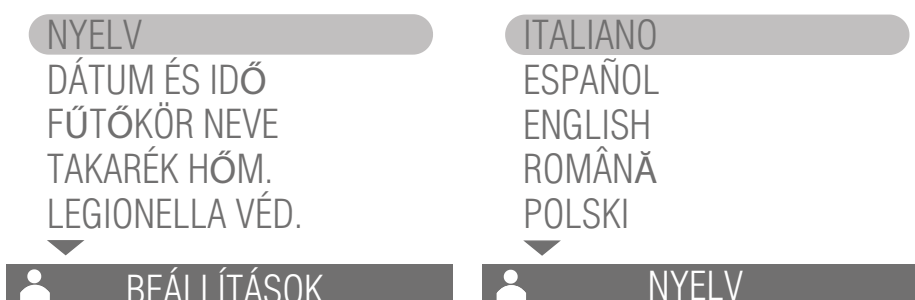 NYELV
DÁTUM ÉS IDŐ
FŰTŐKÖR NEVE
TAKARÉK HŐM.
LEGIONELLA VÉD.
BEÁLLÍTÁSOK
ITALIANO
ESPAÑOL
ENGLISH
ROMÂNĂ
POLSKI
NYELV